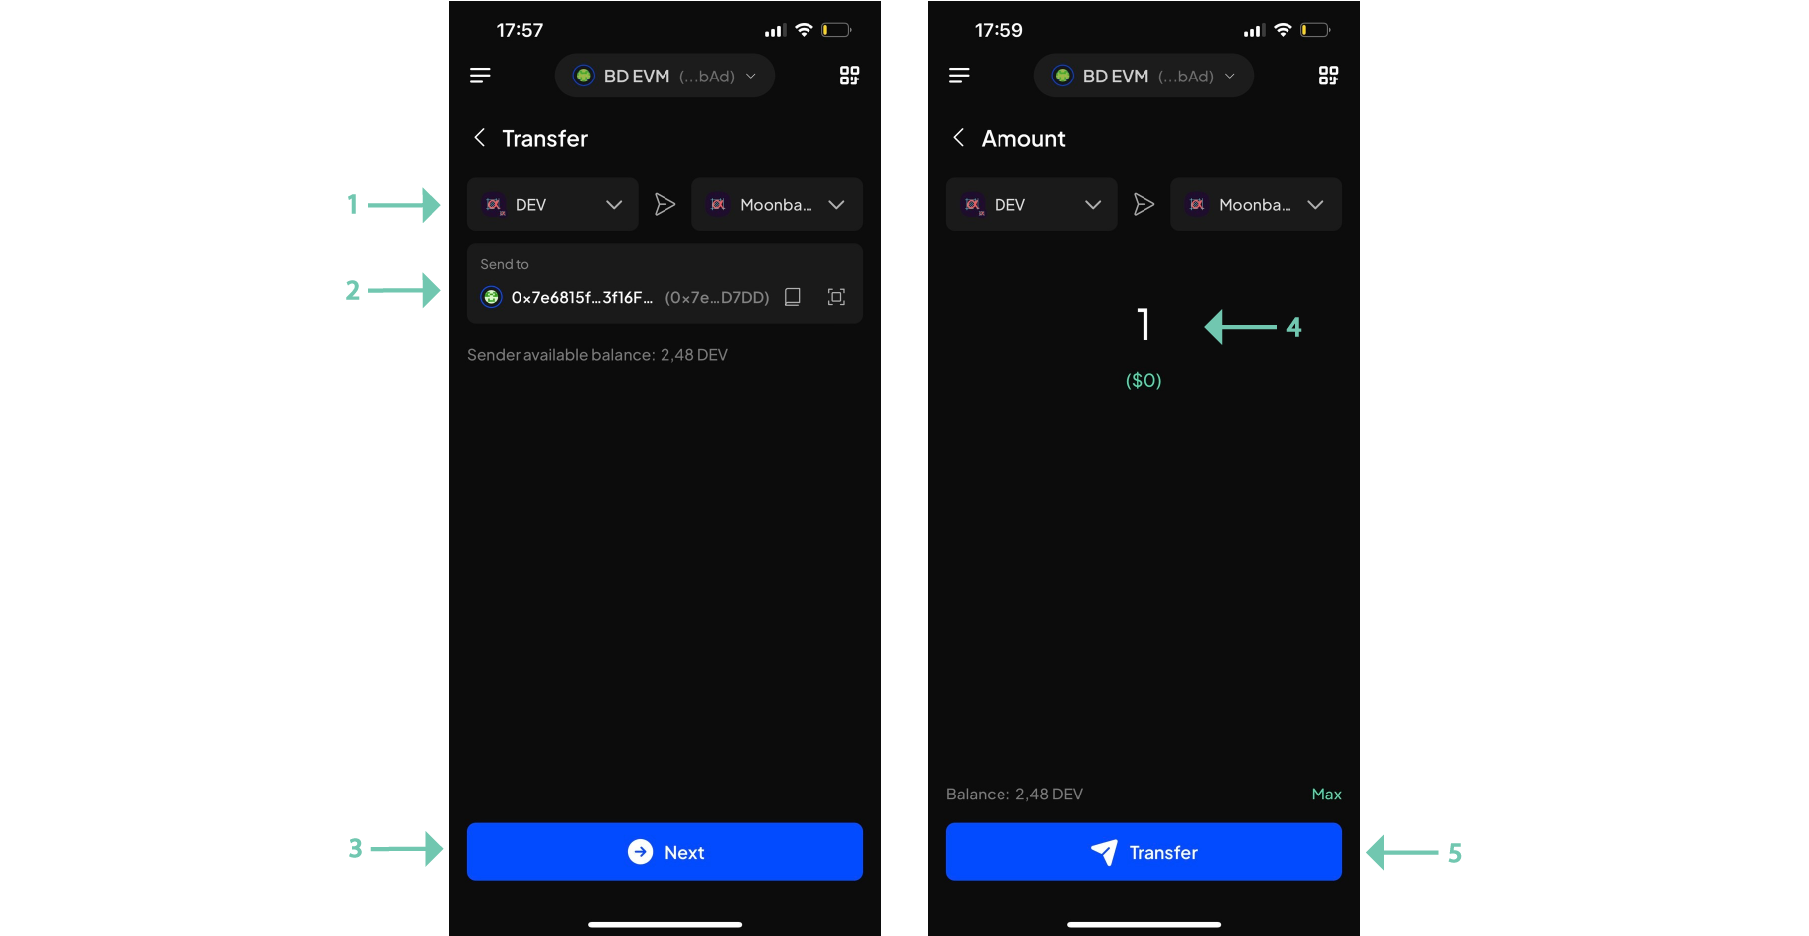 17:57
BD EVM (...bAd)
Transfer
1
DEV
Moonba...
2
Send to
0x7e6815f...3f16F... (0x7e...D7DD)
Sender available balance: 2,48 DEV
3
Next
17:59
BD EVM (...bAd)
Amount
DEV
Moonba...
1
4
($0)
Balance: 2,48 DEV
Max
Transfer
5